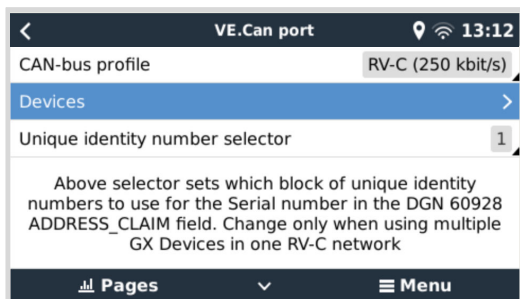 VE.Can port 13:12
CAN-bus profile RV-C (250 kbit/s)
Devices
Unique identity number selector 1
Above selector sets which block of unique identity
numbers to use for the Serial number in the DGN 60928
ADDRESS_CLAIM field. Change only when using multiple
GX Devices in one RV-C network
Pages Menu